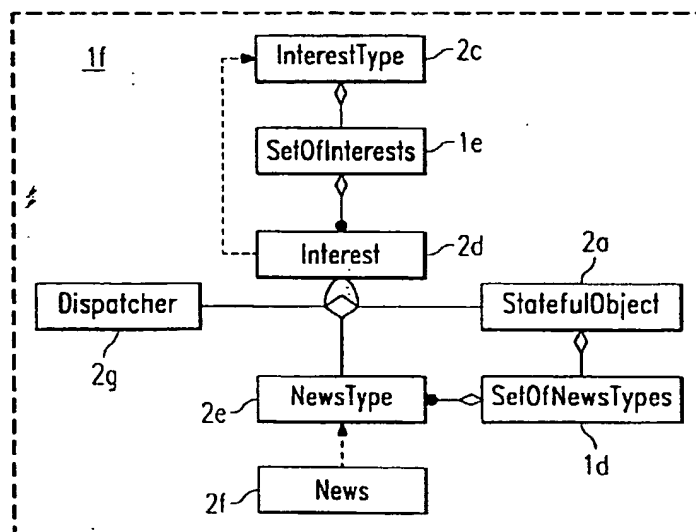 1f
InterestType
2c
SetOfInterests
1e
Interest
2d
2a
Dispatcher
StatefulObject
2g
2e
NewsType
SetOfNewsTypes
1d
2f
News